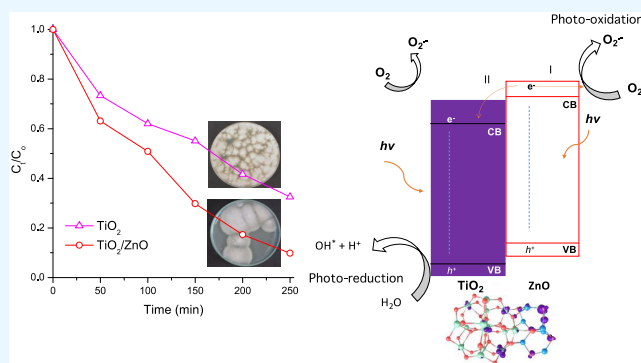 C_t/C_o
1.0
0.8
0.6
0.4
0.2
0.0
0
50
100
150
200
250
Time (min)
TiO₂
TiO₂/ZnO
Photo-oxidation
O₂⁻
O₂⁻
O₂
O₂
I
II
e⁻
e⁻
CB
CB
hv
hv
OH* + H⁺
h⁺
VB
h⁺
VB
Photo-reduction
H₂O
TiO₂
ZnO